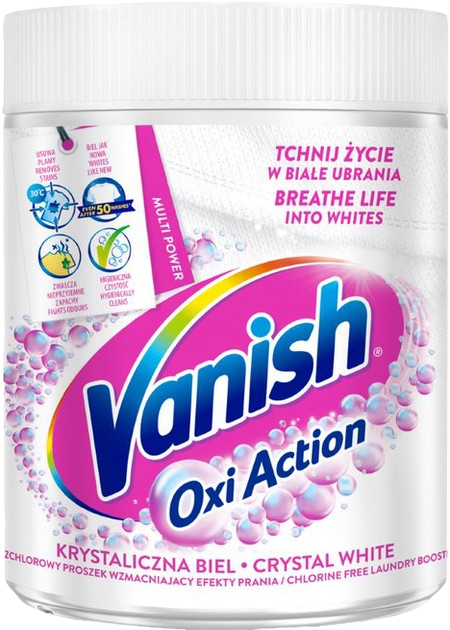 USUWA
PLAMY
REMOVES
STAINS
BIEL JAK
NOWA
WHITES
LIKE NEW
30°C
EVEN
AFTER 50 WASHES*
ZWALCZA
NIEPRZYJEMNE
ZAPACHY
FIGHTS ODOURS
HIGIENICZNA
CZYSTOŚĆ
HYGIENICALLY
CLEANS
MULTI POWER
TCHNIJ ŻYCIE
W BIAŁE UBRANIA
BREATHE LIFE
INTO WHITES
Vanish®
Oxi Action
KRYSTALICZNA BIEL • CRYSTAL WHITE
ZCHLOROWY PROSZEK WZMACNIAJĄCY EFEKTY PRANIA / CHLORINE FREE LAUNDRY BOOST